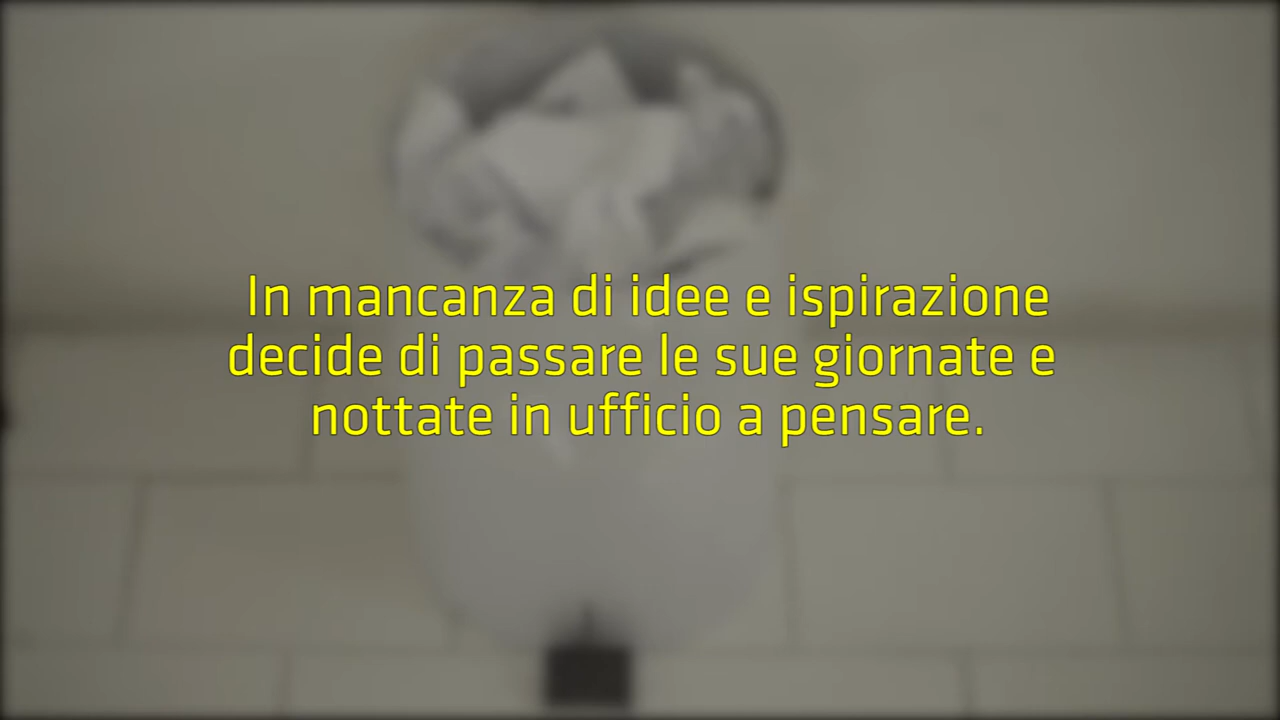 In mancanza di idee e ispirazione
decide di passare le sue giornate e
nottate in ufficio a pensare.